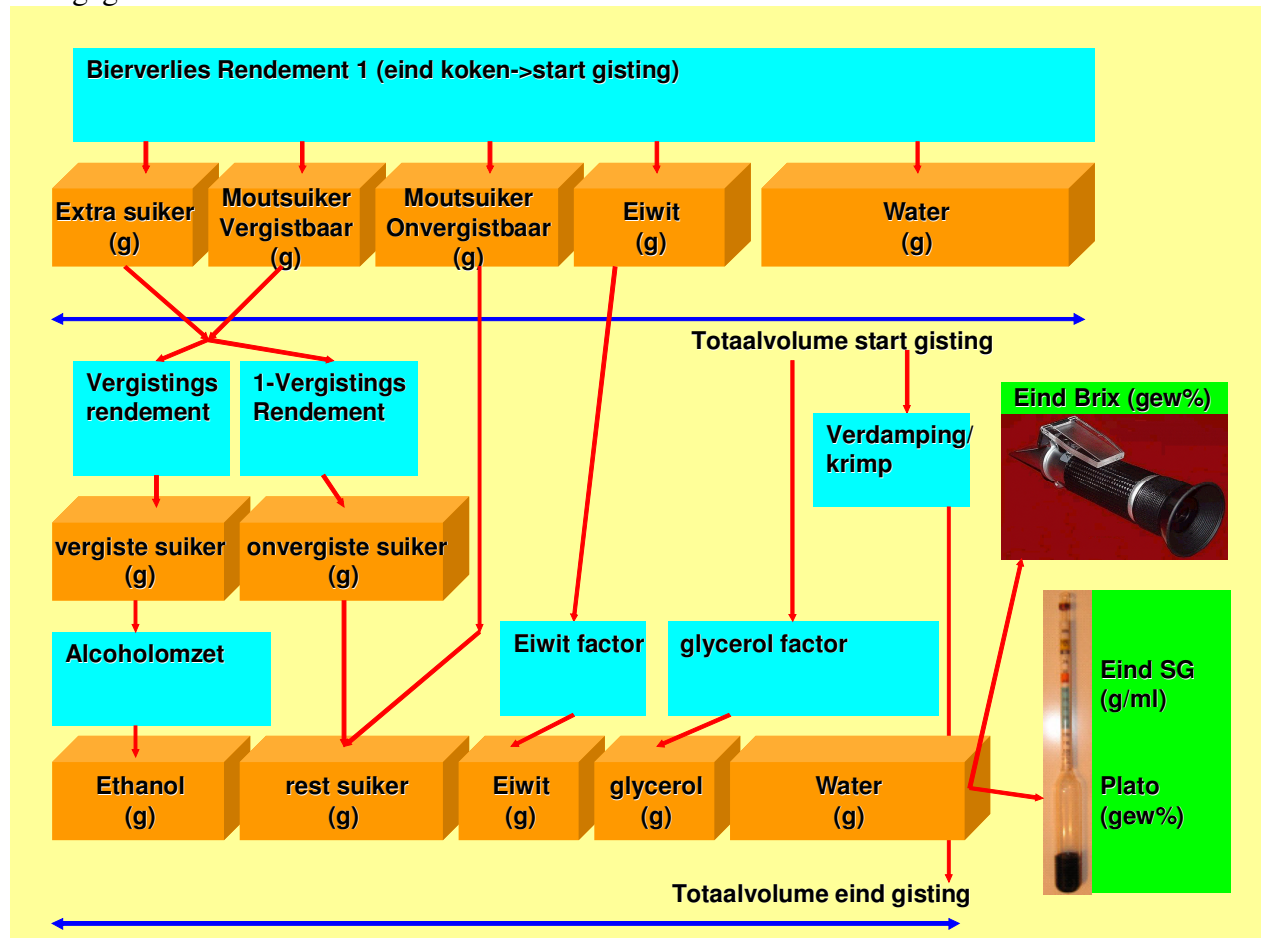 Bierverlies Rendement 1 (eind koken->start gisting)
Extra suiker
(g)
Moutsuiker
Vergistbaar
(g)
Moutsuiker
Onvergistbaar
(g)
Eiwit
(g)
Water
(g)
Totaalvolume start gisting
Vergistings
rendement
1-Vergistings
Rendement
Verdamping/
krimp
Eind Brix (gew%)
vergiste suiker
(g)
onvergiste suiker
(g)
Alcoholomzet
Eiwit factor
glycerol factor
Eind SG
(g/ml)
Plato
(gew%)
Ethanol
(g)
rest suiker
(g)
Eiwit
(g)
glycerol
(g)
Water
(g)
Totaalvolume eind gisting